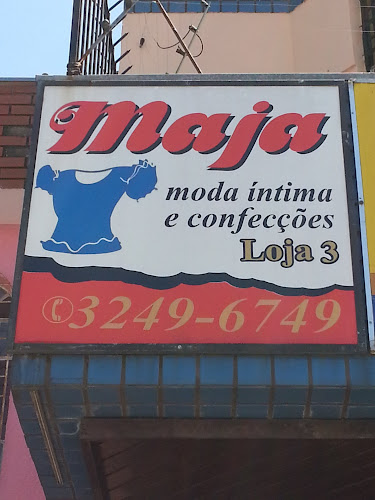 Maja
moda íntima
e confecções
Loja 3
✆3249-6749